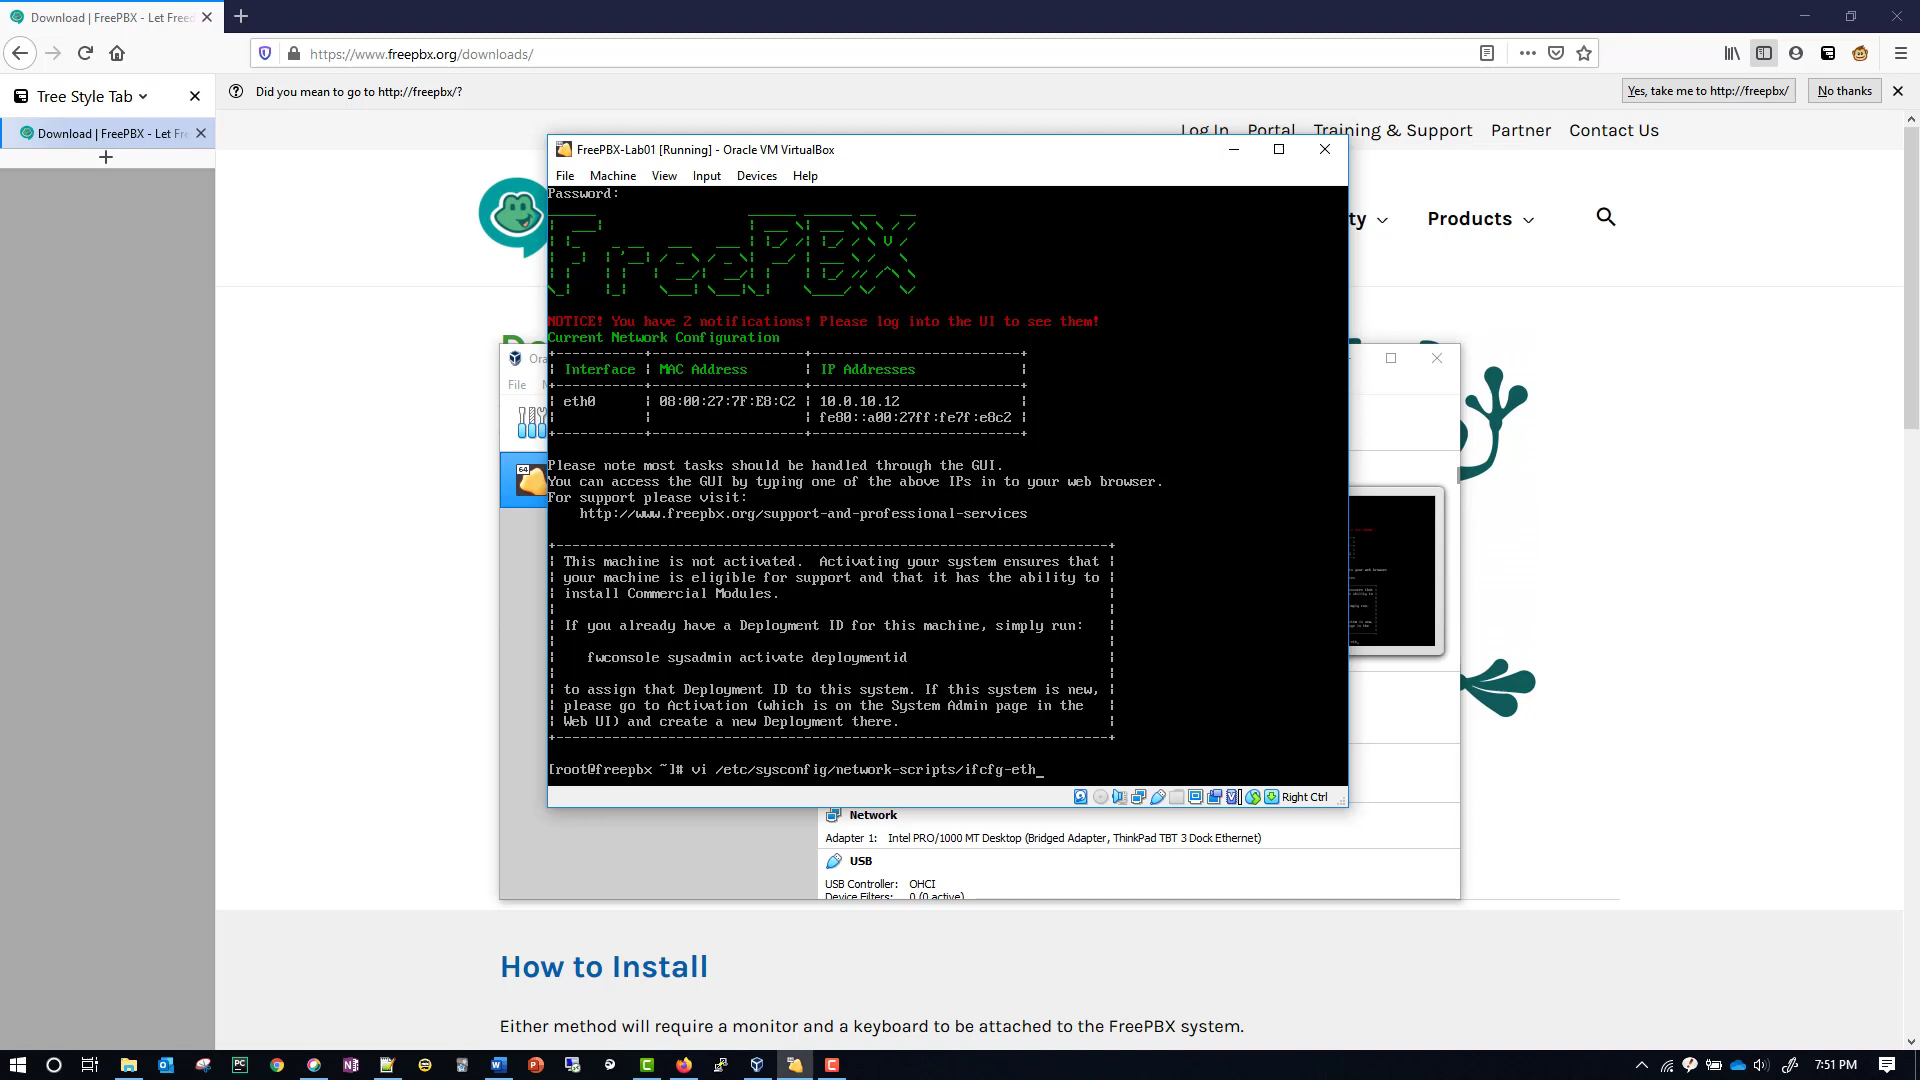 Download | FreePBX - Let Freed
https://www.freepbx.org/downloads/
Tree Style Tab
Did you mean to go to http://freepbx/?
Yes, take me to http://freepbx/
No thanks
Download | FreePBX - Let Fre
Log In Portal Training & Support Partner Contact Us
ty Products
FreePBX-Lab01 [Running] - Oracle VM VirtualBox
File Machine View Input Devices Help
Password:
FreePBX
NOTICE! You have 2 notifications! Please log into the UI to see them!
Current Network Configuration
Interface MAC Address IP Addresses
eth0 08:00:27:7F:E8:C2 10.0.10.12
fe80::a00:27ff:fe7f:e8c2
Please note most tasks should be handled through the GUI.
You can access the GUI by typing one of the above IPs in to your web browser.
For support please visit:
http://www.freepbx.org/support-and-professional-services
This machine is not activated. Activating your system ensures that
your machine is eligible for support and that it has the ability to
install Commercial Modules.
If you already have a Deployment ID for this machine, simply run:
fwconsole sysadmin activate deploymentid
to assign that Deployment ID to this system. If this system is new,
please go to Activation (which is on the System Admin page in the
Web UI) and create a new Deployment there.
[root@freepbx ~]# vi /etc/sysconfig/network-scripts/ifcfg-eth_
Right Ctrl
Ora
File M
64
Network
Adapter 1: Intel PRO/1000 MT Desktop (Bridged Adapter, ThinkPad TBT 3 Dock Ethernet)
USB
USB Controller: OHCI
Device Filters: 0 (0 active)
How to Install
Either method will require a monitor and a keyboard to be attached to the FreePBX system.
7:51 PM